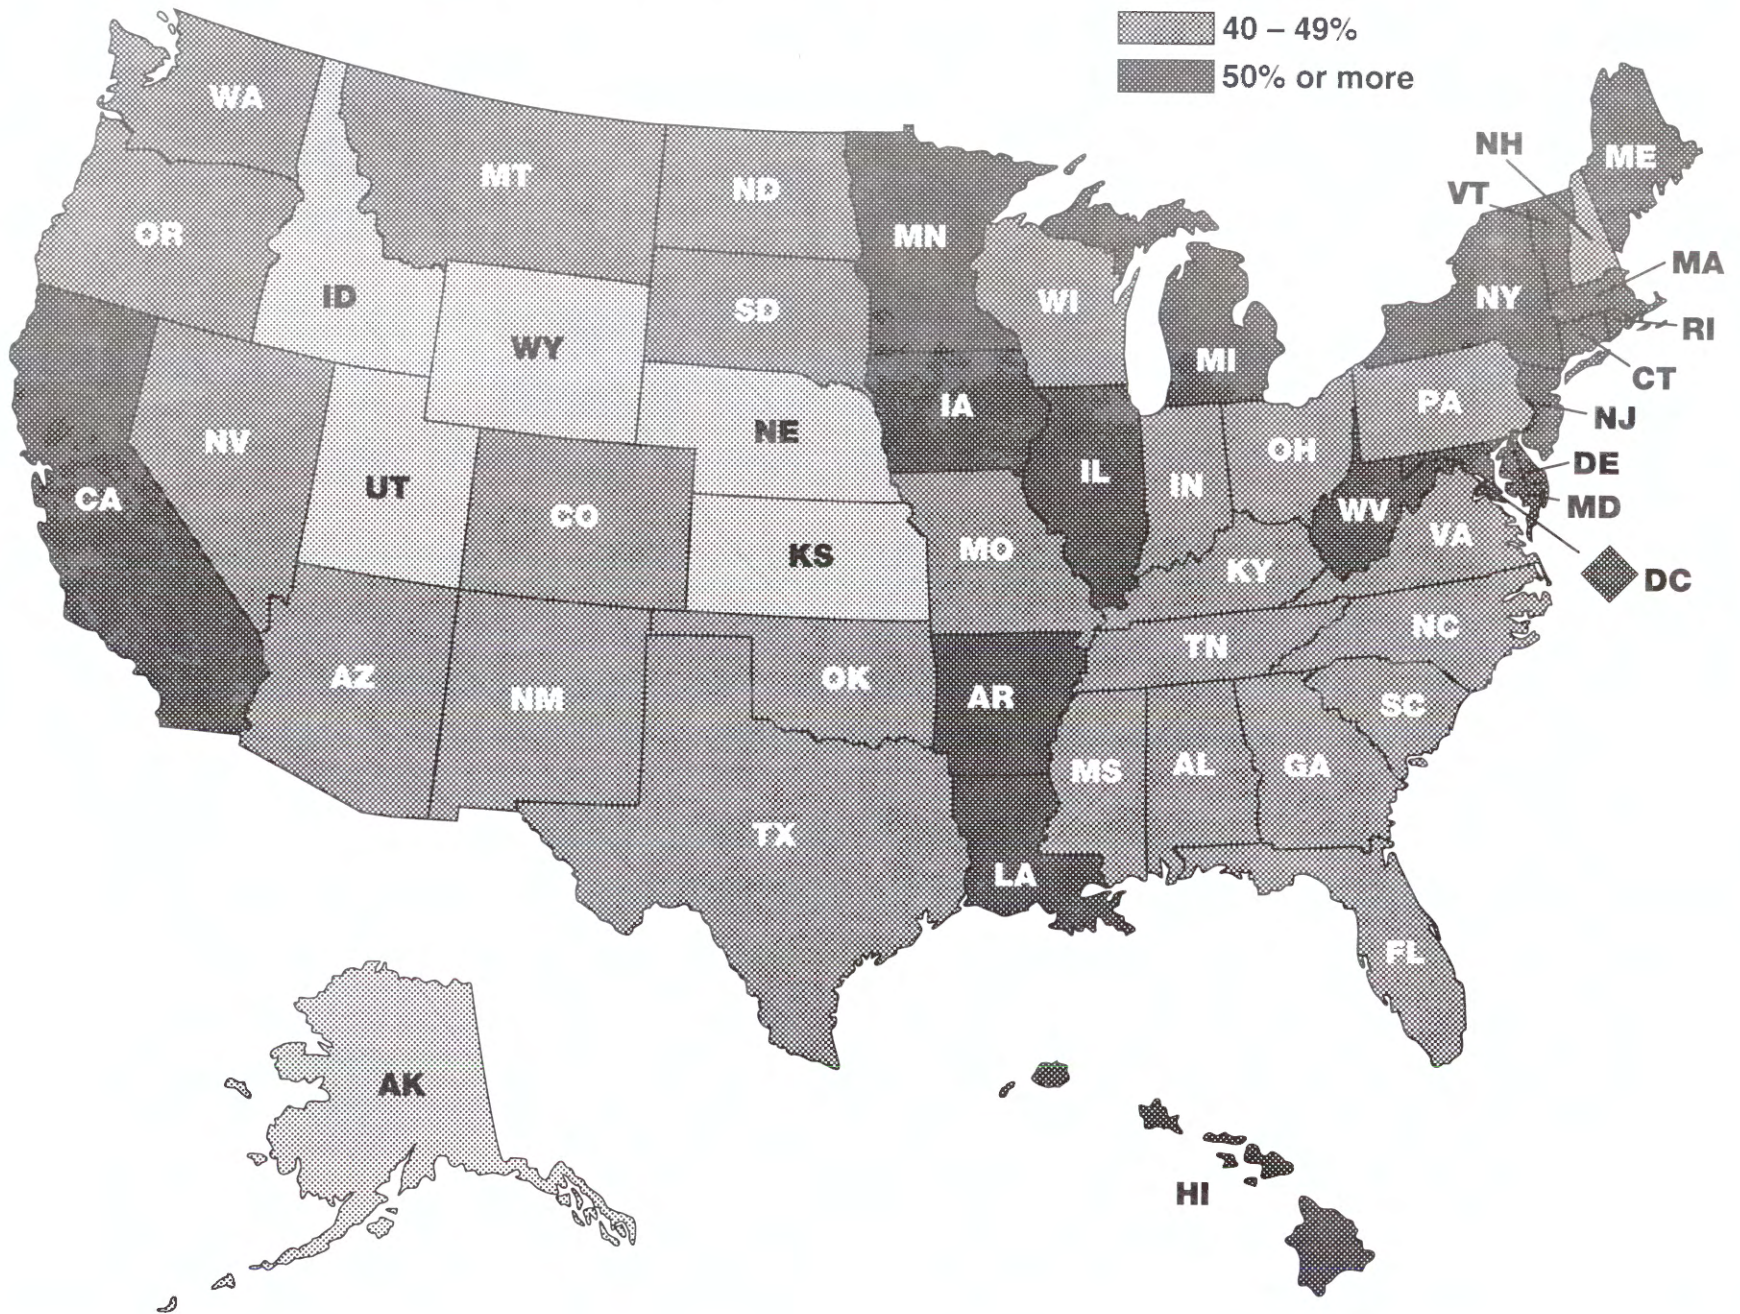 40 – 49%
50% or more
WA
MT
ND
MN
NH
ME
VT
OR
ID
SD
WI
NY
MA
WY
MI
RI
CT
NV
UT
NE
IA
PA
NJ
CA
CO
KS
MO
IL
IN
OH
WV
VA
DE
MD
DC
KY
AZ
NM
OK
AR
TN
NC
SC
TX
LA
MS
AL
GA
FL
AK
HI